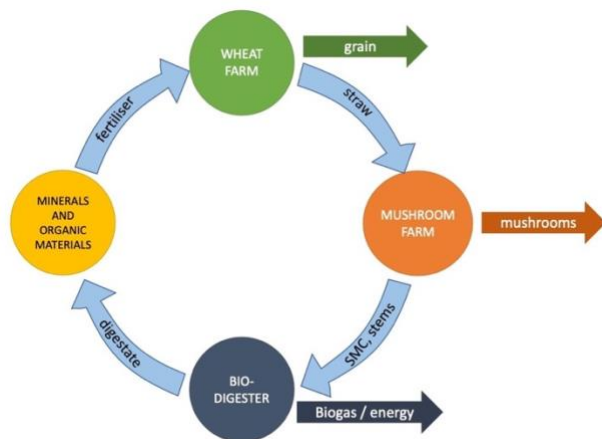 WHEAT
FARM
grain
straw
MUSHROOM
FARM
mushrooms
SMC, stems
BIO-
DIGESTER
Biogas / energy
digestate
MINERALS
AND
ORGANIC
MATERIALS
fertiliser